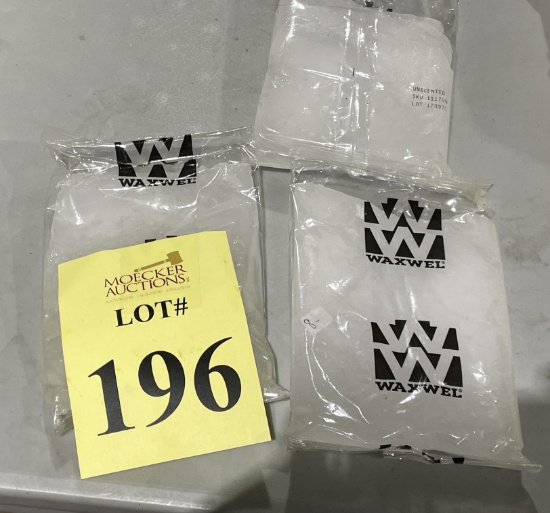 UNSCENTED
WAXWEL
WAXWEL®
WAXWEL®
MOECKER
AUCTIONS
LOT#
196